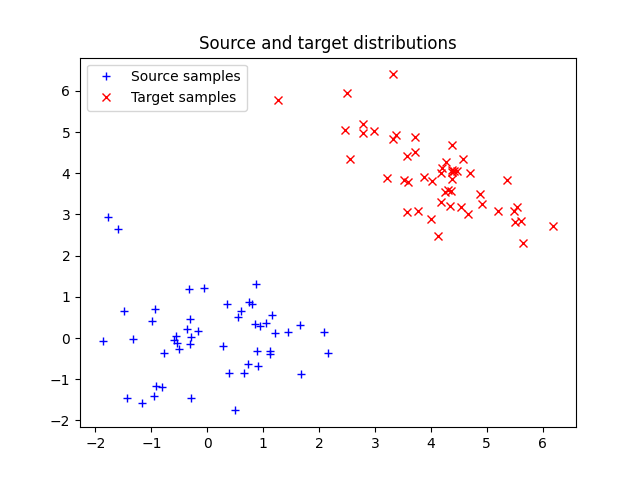 Source and target distributions
Source samples
Target samples
6
5
4
3
2
1
0
−1
−2
−2 −1 0 1 2 3 4 5 6